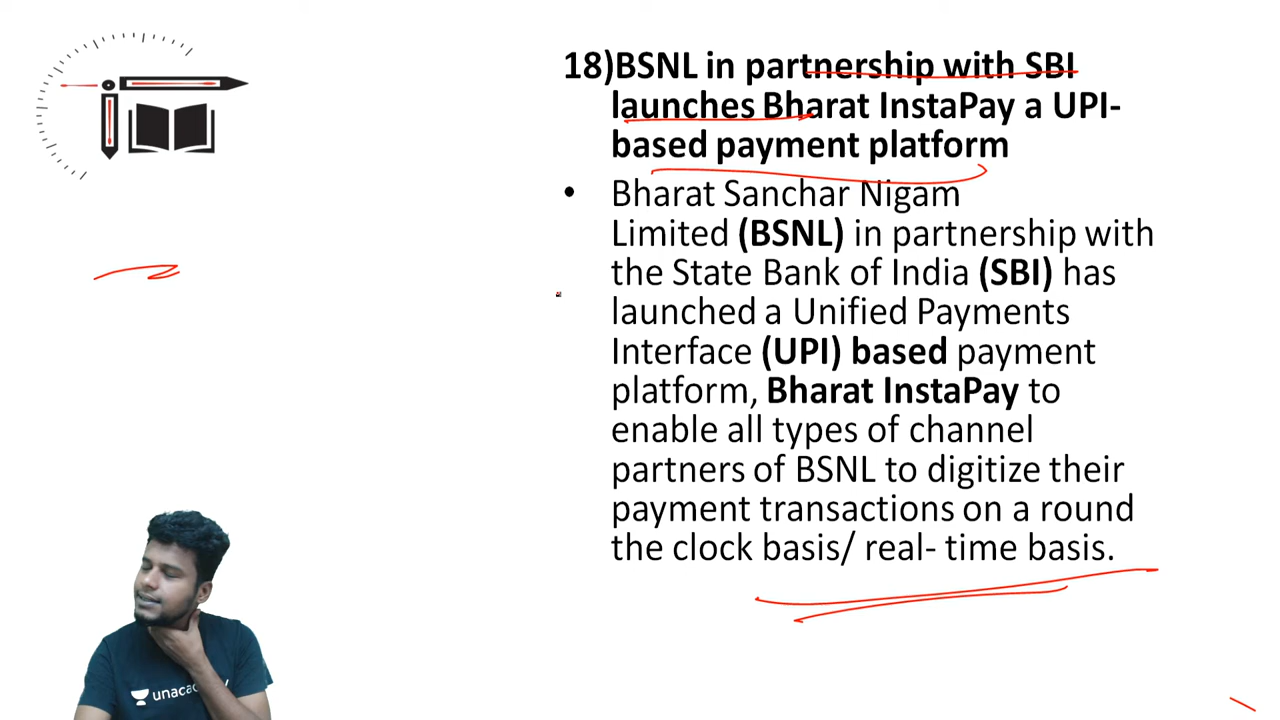 18)BSNL in partnership with SBI
launches Bharat InstaPay a UPI-
based payment platform
• Bharat Sanchar Nigam
Limited (BSNL) in partnership with
the State Bank of India (SBI) has
launched a Unified Payments
Interface (UPI) based payment
platform, Bharat InstaPay to
enable all types of channel
partners of BSNL to digitize their
payment transactions on a round
the clock basis/ real- time basis.
unacademy